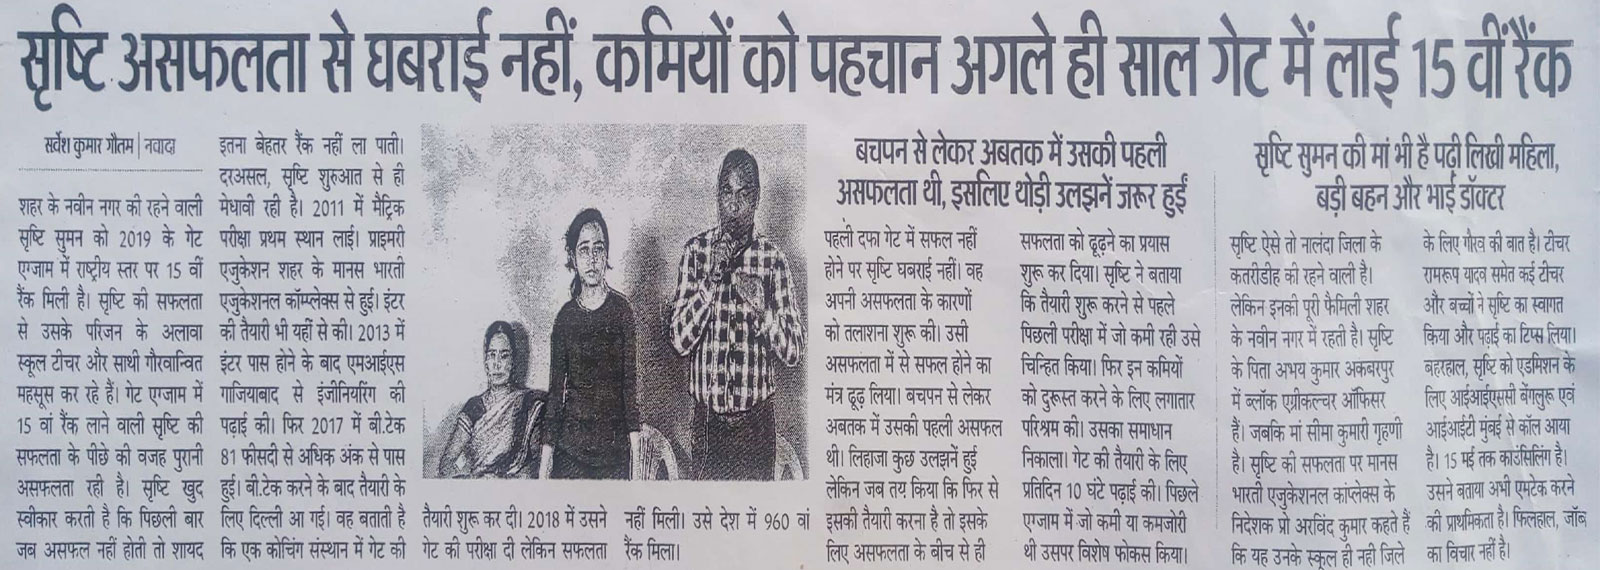 सृष्टि असफलता से घबराई नहीं, कमियों को पहचान अगले ही साल गेट में लाई 15 वीं रैंक
सर्वेश कुमार गौतम | नवादा
शहर के नवीन नगर की रहने वाली
सृष्टि सुमन को 2019 के गेट
एग्जाम में राष्ट्रीय स्तर पर 15 वीं
रैंक मिली है। सृष्टि की सफलता
से उसके परिजन के अलावा
स्कूल टीचर और साथी गौरवान्वित
महसूस कर रहे हैं। गेट एग्जाम में
15 वां रैंक लाने वाली सृष्टि की
सफलता के पीछे की वजह पुरानी
असफलता रही है। सृष्टि खुद
स्वीकार करती है कि पिछली बार
जब असफल नहीं होती तो शायद
इतना बेहतर रैंक नहीं ला पाती।
दरअसल, सृष्टि शुरुआत से ही
मेधावी रही है। 2011 में मैट्रिक
परीक्षा प्रथम स्थान लाई। प्राइमरी
एजुकेशन शहर के मानस भारती
एजुकेशनल कॉम्प्लेक्स से हुई। इंटर
की तैयारी भी यहीं से की। 2013 में
इंटर पास होने के बाद एमआईएस
गाजियाबाद से इंजीनियरिंग की
पढ़ाई की। फिर 2017 में बी.टेक
81 फीसदी से अधिक अंक से पास
हुई। बी.टेक करने के बाद तैयारी के
लिए दिल्ली आ गई। वह बताती है
कि एक कोचिंग संस्थान में गेट की
तैयारी शुरू कर दी। 2018 में उसने
गेट की परीक्षा दी लेकिन सफलता
नहीं मिली। उसे देश में 960 वां
रैंक मिला।
बचपन से लेकर अबतक में उसकी पहली
असफलता थी, इसलिए थोड़ी उलझनें जरूर हुईं
पहली दफा गेट में सफल नहीं
होने पर सृष्टि घबराई नहीं। वह
अपनी असफलता के कारणों
को तलाशना शुरू की। उसी
असफलता में से सफल होने का
मंत्र ढूढ़ लिया। बचपन से लेकर
अबतक में उसकी पहली असफल
थी। लिहाजा कुछ उलझनें हुई
लेकिन जब तय किया कि फिर से
इसकी तैयारी करना है तो इसके
लिए असफलता के बीच से ही
सफलता को ढूढ़ने का प्रयास
शुरू कर दिया। सृष्टि ने बताया
कि तैयारी शुरू करने से पहले
पिछली परीक्षा में जो कमी रही उसे
चिन्हित किया। फिर इन कमियों
को दुरूस्त करने के लिए लगातार
परिश्रम की। उसका समाधान
निकाला। गेट की तैयारी के लिए
प्रतिदिन 10 घंटे पढ़ाई की। पिछले
एग्जाम में जो कमी या कमजोरी
थी उसपर विशेष फोकस किया।
सृष्टि सुमन की मां भी है पढ़ी लिखी महिला,
बड़ी बहन और भाई डॉक्टर
सृष्टि ऐसे तो नालंदा जिला के
कतरीडीह की रहने वाली है।
लेकिन इनकी पूरी फैमिली शहर
के नवीन नगर में रहती है। सृष्टि
के पिता अभय कुमार अकबरपुर
में ब्लॉक एग्रीकल्चर ऑफिसर
हैं। जबकि मां सीमा कुमारी गृहणी
है। सृष्टि की सफलता पर मानस
भारती एजुकेशनल कांप्लेक्स के
निदेशक प्रो अरविंद कुमार कहते हैं
कि यह उनके स्कूल ही नही जिले
के लिए गौरव की बात है। टीचर
रामरूप यादव समेत कई टीचर
और बच्चों ने सृष्टि का स्वागत
किया और पढ़ाई का टिप्स लिया।
बहरहाल, सृष्टि को एडमिशन के
लिए आईआईएससी बेंगलुरू एवं
आईआईटी मुंबई से कॉल आया
है। 15 मई तक काउंसिलिंग है।
उसने बताया अभी एमटेक करने
की प्राथमिकता है। फिलहाल, जॉब
का विचार नहीं है।